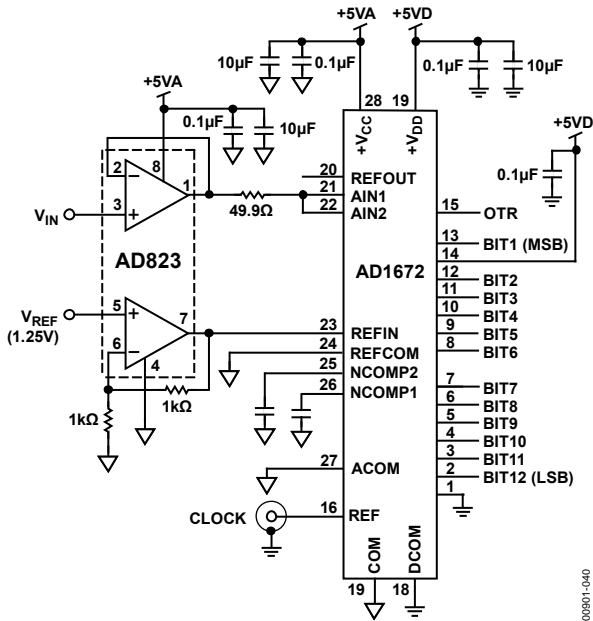 +5VA
+5VD
10µF
0.1µF
0.1µF
10µF
+5VA
28
19
+V_CC
+V_DD
0.1µF
10µF
+5VD
2
8
1
0.1µF
20
REFOUT
21
AIN1
22
AIN2
V_IN
3
49.9Ω
15
OTR
13
BIT1 (MSB)
14
AD823
AD1672
12
BIT2
11
BIT3
10
BIT4
9
BIT5
8
BIT6
V_REF
(1.25V)
5
7
6
4
23
REFIN
24
REFCOM
25
NCOMP2
26
NCOMP1
1kΩ
1kΩ
7
BIT7
6
BIT8
5
BIT9
4
BIT10
3
BIT11
2
BIT12 (LSB)
1
27
ACOM
CLOCK
16
REF
COM
DCOM
19
18
00901-040